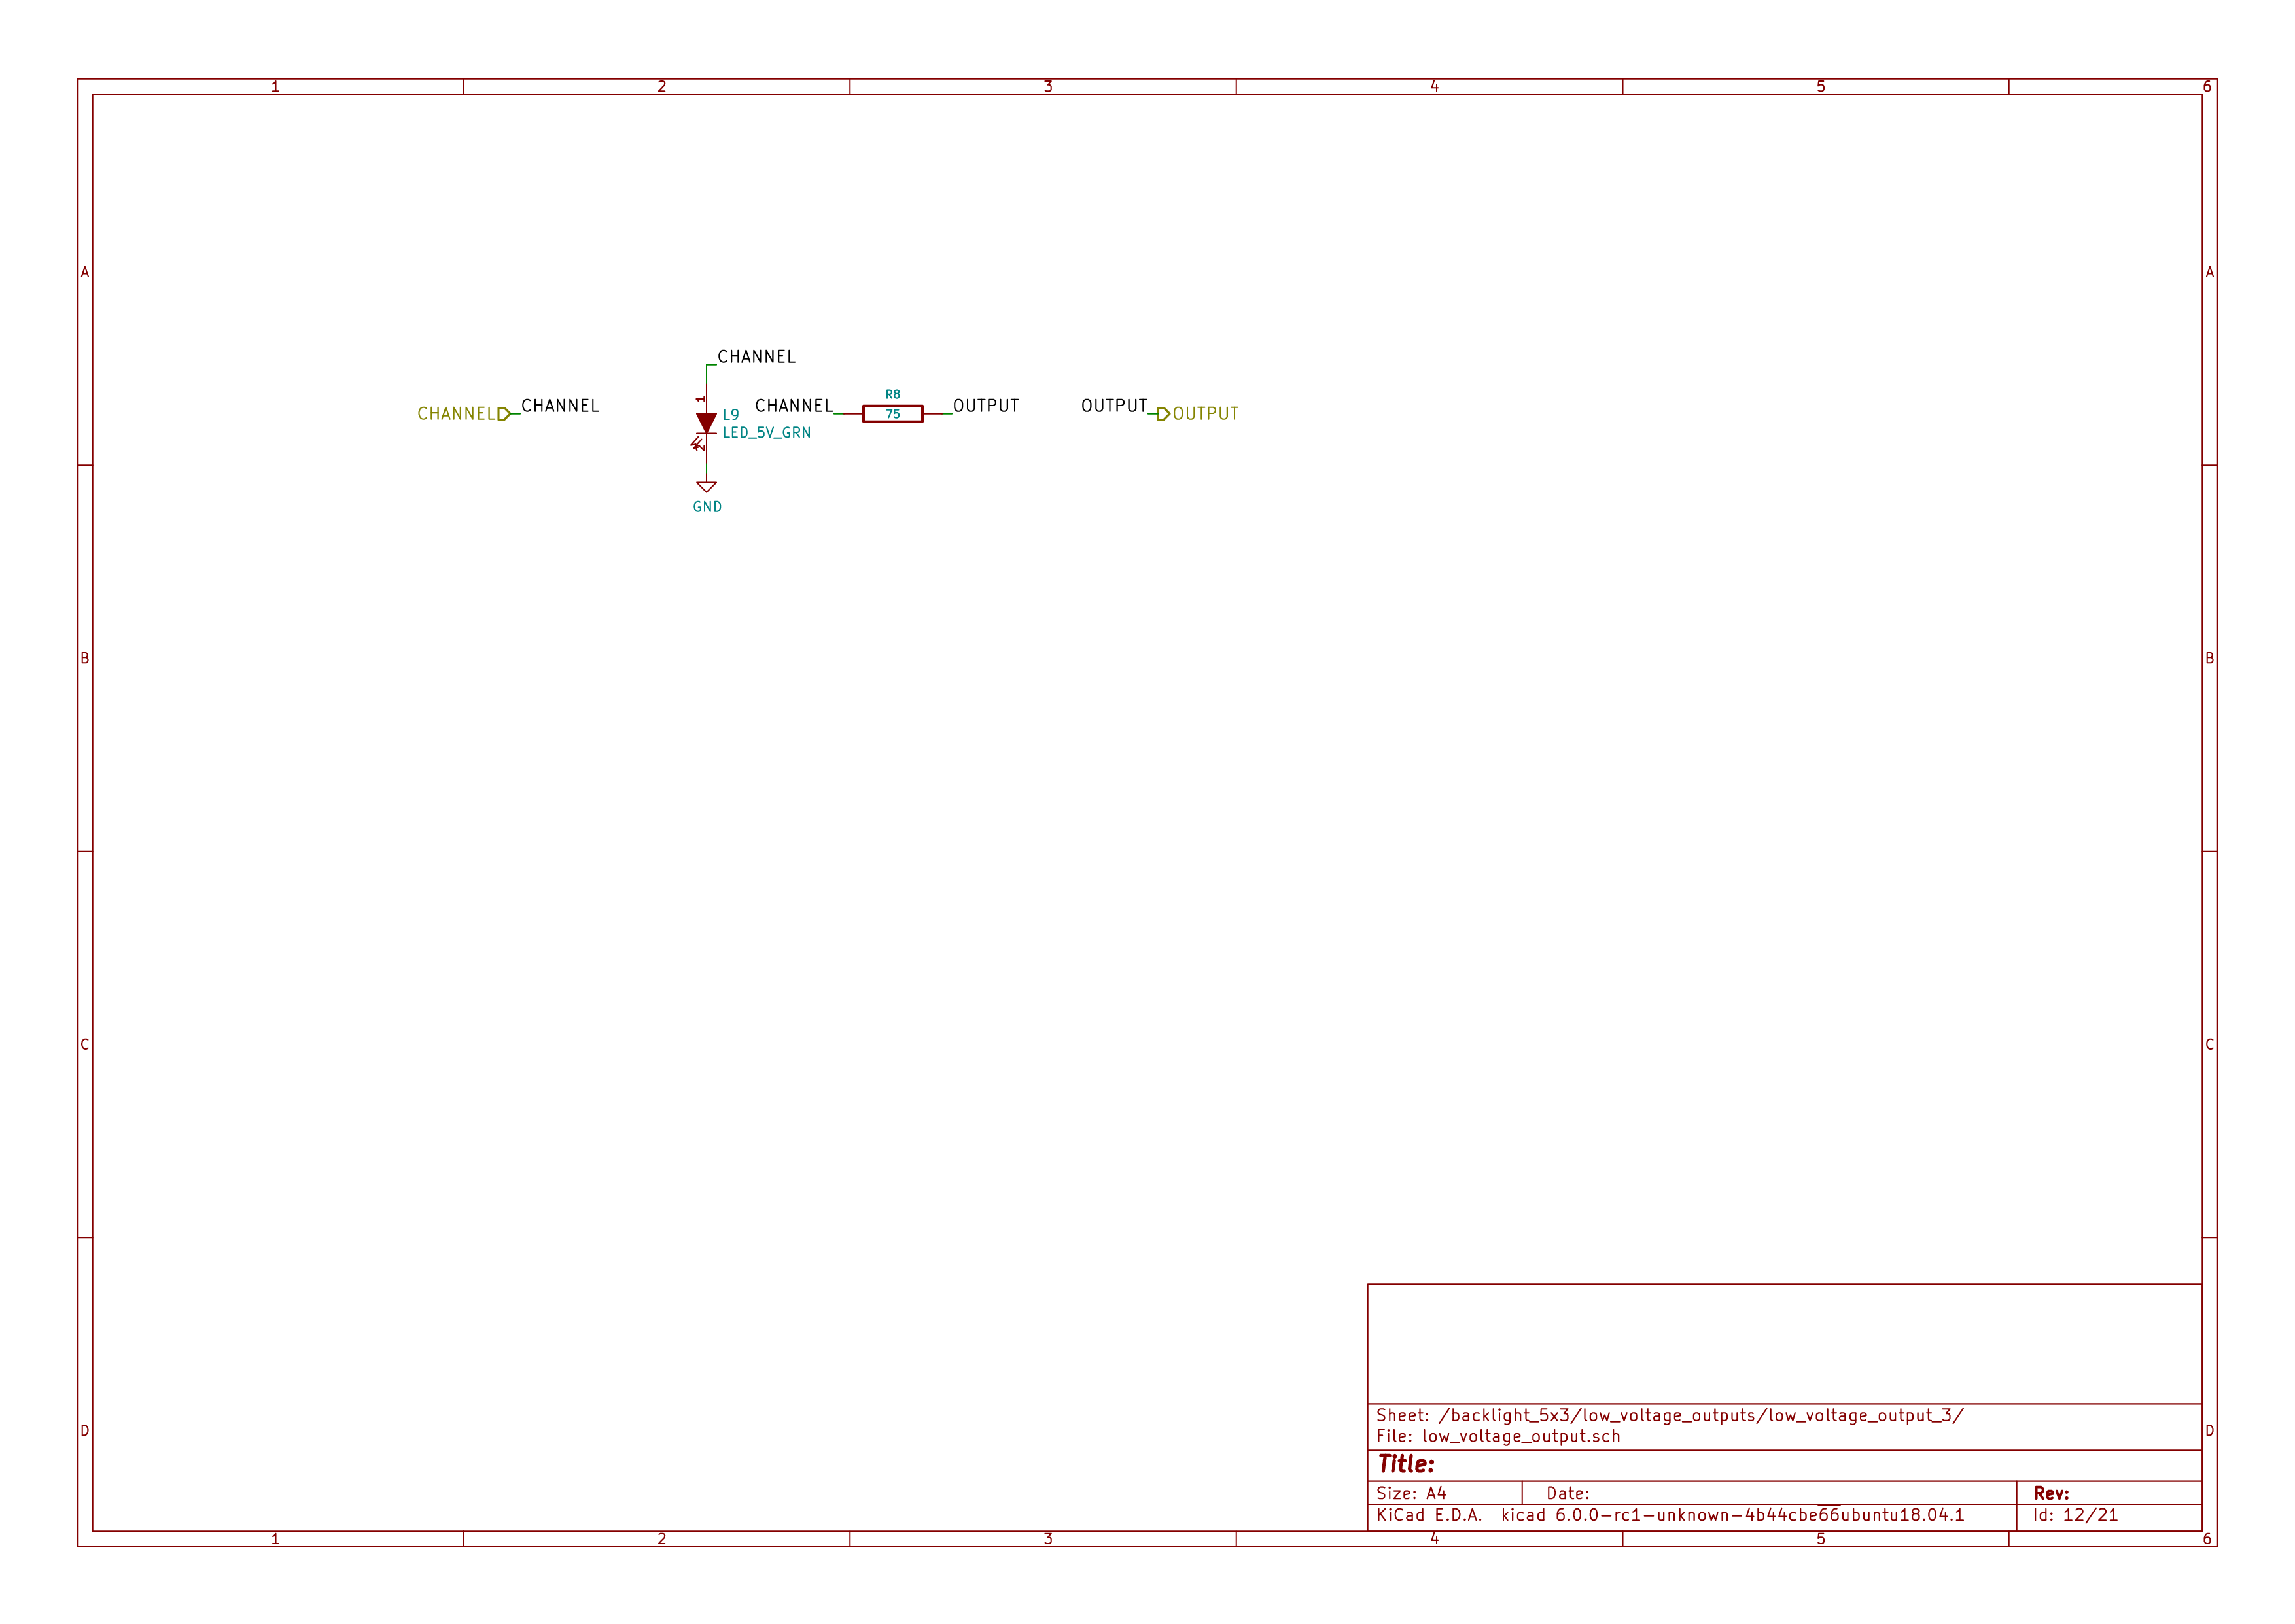 1 2 3 4 5 6
A A
CHANNEL
R8
CHANNEL CHANNEL 1 L9 CHANNEL 75 OUTPUT OUTPUT OUTPUT
LED_5V_GRN
2
GND
B B
C C
Sheet: /backlight_5x3/low_voltage_outputs/low_voltage_output_3/
D D
File: low_voltage_output.sch
Title:
Size: A4 Date: Rev:
KiCad E.D.A. kicad 6.0.0-rc1-unknown-4b44cbe66ubuntu18.04.1 Id: 12/21
1 2 3 4 5 6